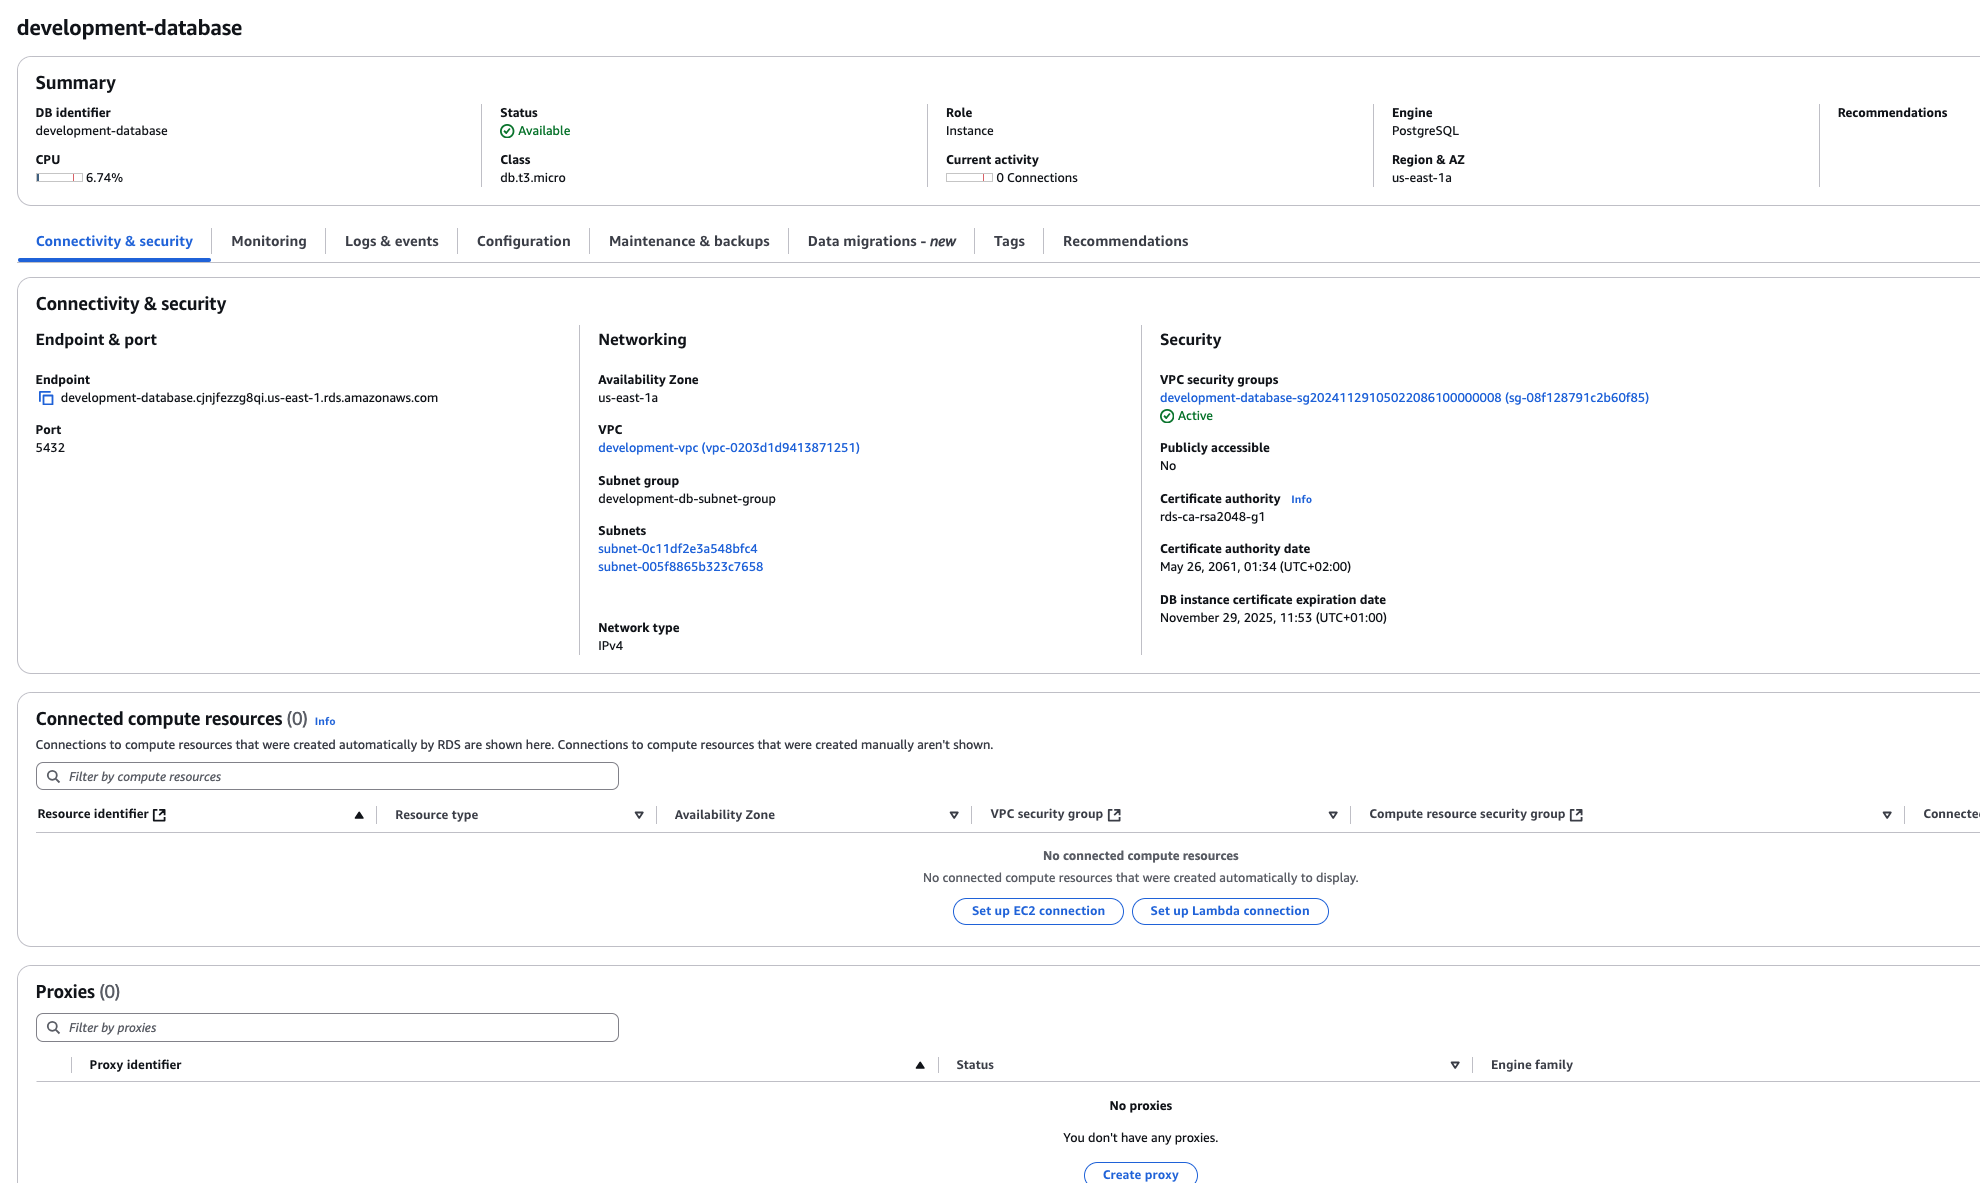 development-database
Summary
DB identifier
development-database
Status
Available
Role
Instance
Engine
PostgreSQL
Recommendations
CPU
6.74%
Class
db.t3.micro
Current activity
0 Connections
Region & AZ
us-east-1a
Connectivity & security
Monitoring
Logs & events
Configuration
Maintenance & backups
Data migrations - new
Tags
Recommendations
Connectivity & security
Endpoint & port
Endpoint
development-database.cjnjfezzg8qi.us-east-1.rds.amazonaws.com
Port
5432
Networking
Availability Zone
us-east-1a
VPC
development-vpc (vpc-0203d1d9413871251)
Subnet group
development-db-subnet-group
Subnets
subnet-0c11df2e3a548bfc4
subnet-005f8865b323c7658
Network type
IPv4
Security
VPC security groups
development-database-sg20241129105022086100000008 (sg-08f128791c2b60f85)
Active
Publicly accessible
No
Certificate authority Info
rds-ca-rsa2048-g1
Certificate authority date
May 26, 2061, 01:34 (UTC+02:00)
DB instance certificate expiration date
November 29, 2025, 11:53 (UTC+01:00)
Connected compute resources (0) Info
Connections to compute resources that were created automatically by RDS are shown here. Connections to compute resources that were created manually aren't shown.
Filter by compute resources
Resource identifier
Resource type
Availability Zone
VPC security group
Compute resource security group
Connecte
No connected compute resources
No connected compute resources that were created automatically to display.
Set up EC2 connection
Set up Lambda connection
Proxies (0)
Filter by proxies
Proxy identifier
Status
Engine family
No proxies
You don't have any proxies.
Create proxy